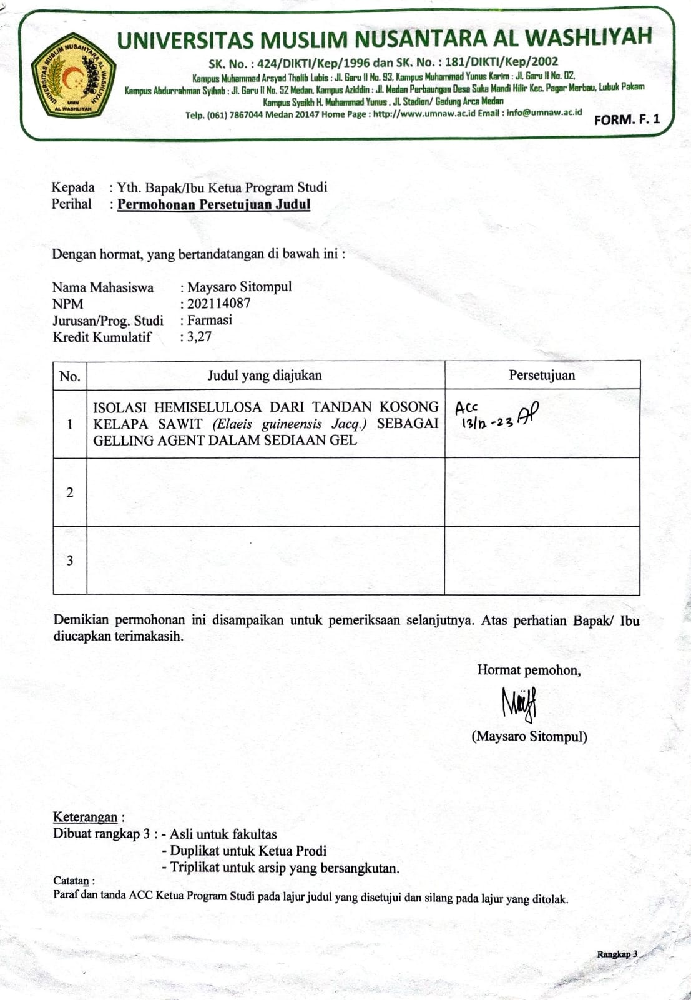 UNIVERSITAS MUSLIM NUSANTARA AL WASHLIYAH
SK. No. : 424/DIKTI/Kep/1996 dan SK. No. : 181/DIKTI/Kep/2002
Kampus Muhammad Arsyad Thalib Lubis : Jl. Garu II No. 93, Kampus Muhammad Yunus Karim : Jl. Garu II No. 02,
Kampus Abdurrahman Syihab : Jl. Garu II No. 52 Medan, Kampus Aziddin : Jl. Medan Perbaungan Desa Suka Mandi Hilir Kec. Pagar Merbau, Lubuk Pakam
Kampus Syeikh H. Muhammad Yunus , Jl. Stadion/ Gedung Arca Medan
Telp. (061) 7867044 Medan 20147 Home Page : http://www.umnaw.ac.id Email : info@umnaw.ac.id
FORM. F. 1
UNIVERSITAS MUSLIM NUSANTARA AL WASHLIYAH
UMN
AL WASHLIYAH
Kepada : Yth. Bapak/Ibu Ketua Program Studi
Perihal : Permohonan Persetujuan Judul
Dengan hormat, yang bertandatangan di bawah ini :
Nama Mahasiswa : Maysaro Sitompul
NPM : 202114087
Jurusan/Prog. Studi : Farmasi
Kredit Kumulatif : 3,27
No. Judul yang diajukan Persetujuan
1 ISOLASI HEMISELULOSA DARI TANDAN KOSONG
KELAPA SAWIT (Elaeis guineensis Jacq.) SEBAGAI
GELLING AGENT DALAM SEDIAAN GEL
Acc
13/12-23
2
3
Demikian permohonan ini disampaikan untuk pemeriksaan selanjutnya. Atas perhatian Bapak/ Ibu
diucapkan terimakasih.
Hormat pemohon,
(Maysaro Sitompul)
Keterangan :
Dibuat rangkap 3 : - Asli untuk fakultas
- Duplikat untuk Ketua Prodi
- Triplikat untuk arsip yang bersangkutan.
Catatan :
Paraf dan tanda ACC Ketua Program Studi pada lajur judul yang disetujui dan silang pada lajur yang ditolak.
Rangkap 3